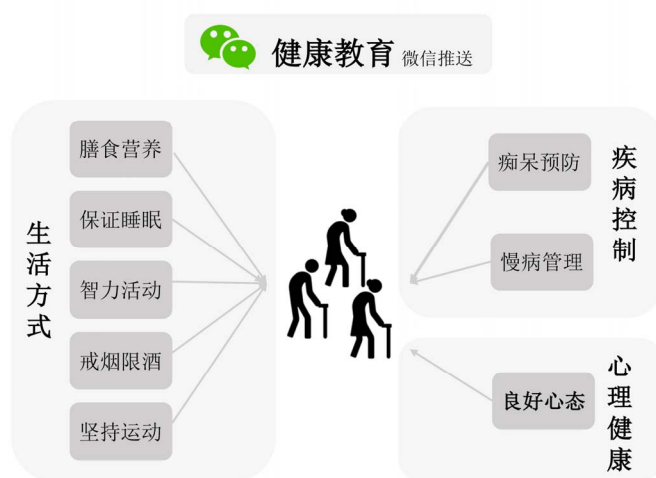 健康教育 微信推送
生活方式
膳食营养
保证睡眠
智力活动
戒烟限酒
坚持运动
疾病控制
痴呆预防
慢病管理
心理健康
良好心态